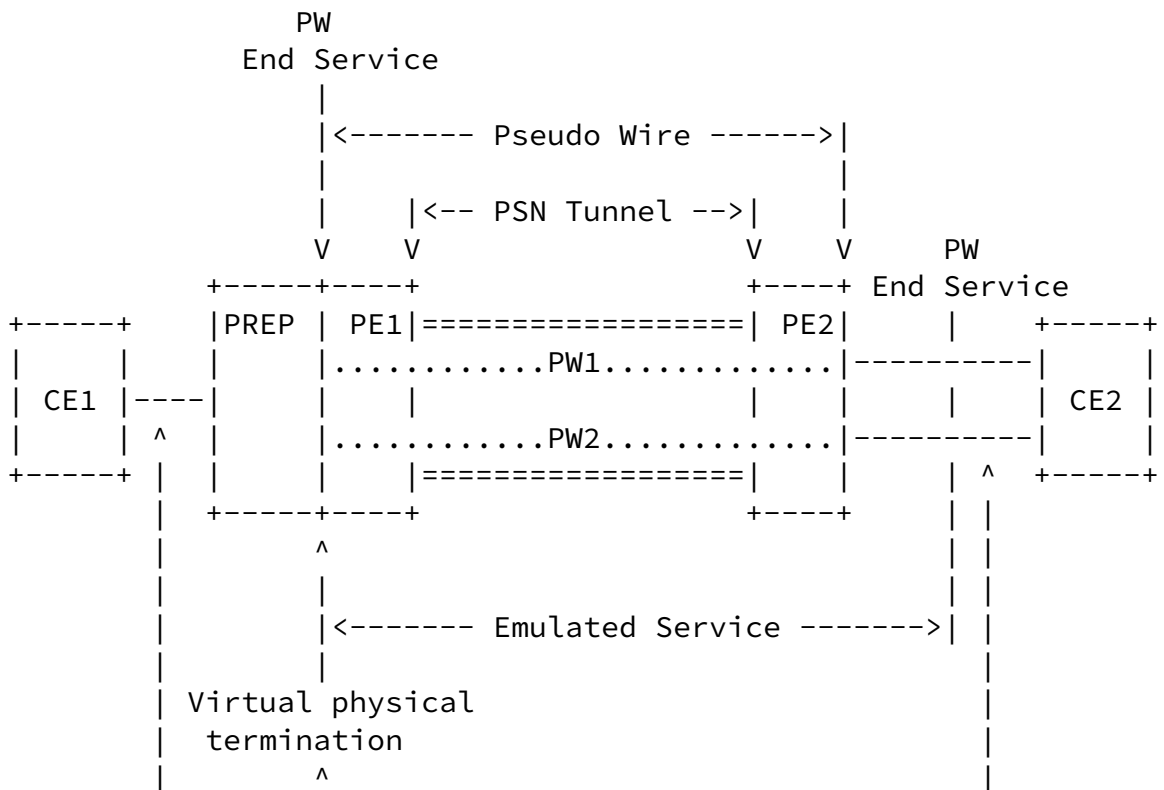 PW
             End Service
                  |
                  |<------- Pseudo Wire ------>|
                  |                            |
                  |    |<-- PSN Tunnel -->|    |
                  V    V                  V    V     PW
            +-----+----+                  +----+ End Service
 +-----+    |PREP | PE1|==================| PE2|     |    +-----+
 |     |    |     |............PW1.............|----------|     |
 | CE1 |----|     |    |                  |    |     |    | CE2 |
 |     | ^  |     |............PW2.............|----------|     |
 +-----+ |  |     |    |==================|    |     | ^  +-----+
         |  +-----+----+                  +----+     | |
         |        ^                                  | |
         |        |                                  | |
         |        |<------- Emulated Service ------->| |
         |        |                                    |
         | Virtual physical                            |
         |  termination                                |
         |        ^                                    |